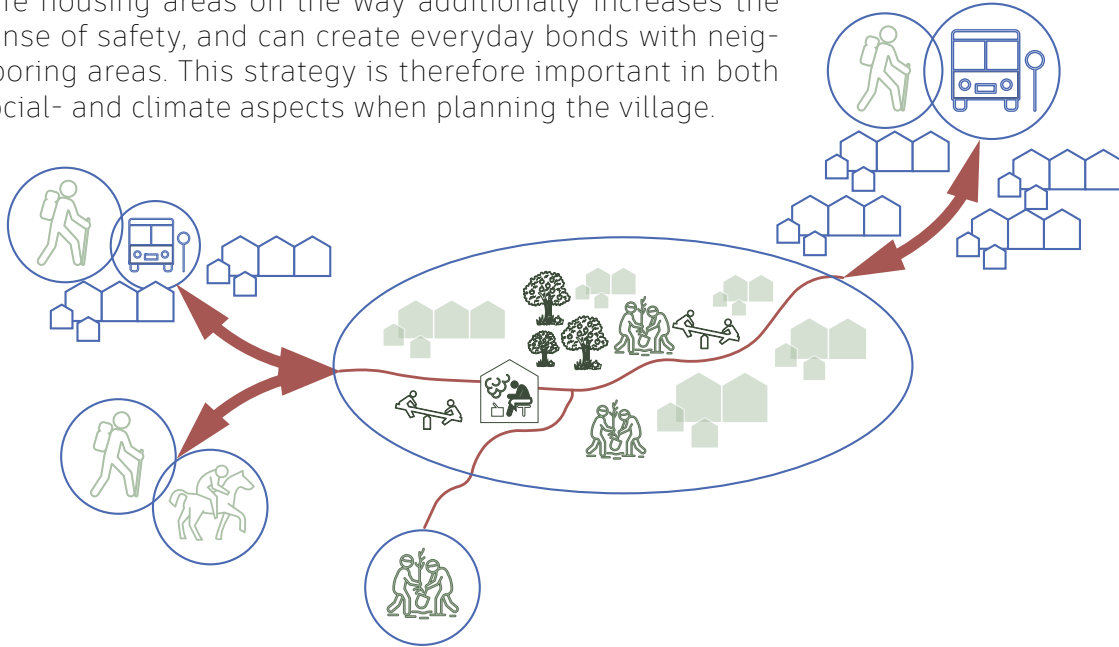 re housing areas on the way additionally increases the
nse of safety, and can create everyday bonds with neig-
boring areas. This strategy is therefore important in both
ocial- and climate aspects when planning the village.